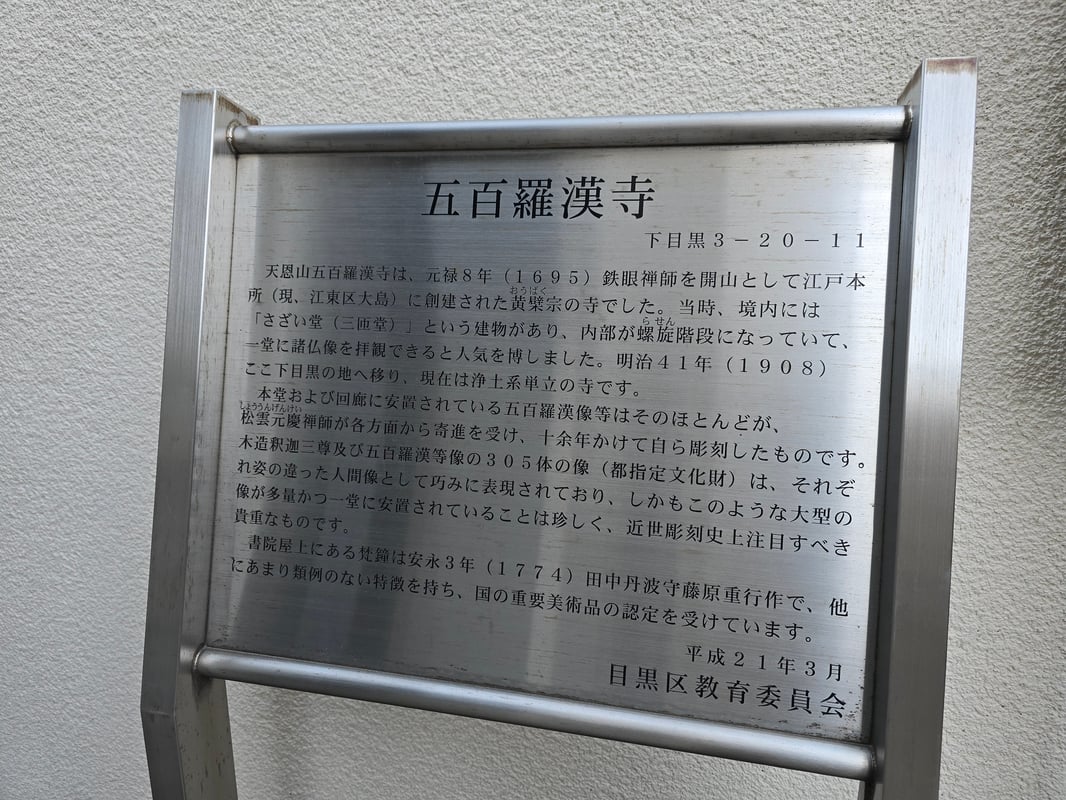 五百羅漢寺
下目黒3-20-11
天恩山五百羅漢寺は、元禄8年(1695)鉄眼禅師を開山として江戸本
所(現、江東区大島)に創建された黄檗宗の寺でした。当時、境内には
「さざい堂(三匝堂)」という建物があり、内部が螺旋階段になっていて、
一堂に諸仏像を拝観できると人気を博しました。明治41年(1908)
ここ下目黒の地へ移り、現在は浄土系単立の寺です。
本堂および回廊に安置されている五百羅漢像等はそのほとんどが、
松雲元慶禅師が各方面から寄進を受け、十余年かけて自ら彫刻したものです。
木造釈迦三尊及び五百羅漢等像の305体の像(都指定文化財)は、それぞ
れ姿の違った人間像として巧みに表現されており、しかもこのような大型の
像が多量かつ一堂に安置されていることは珍しく、近世彫刻史上注目すべき
貴重なものです。
書院屋上にある梵鐘は安永3年(1774)田中丹波守藤原重行作で、他
にあまり類例のない特徴を持ち、国の重要美術品の認定を受けています。
平成21年3月
目黒区教育委員会